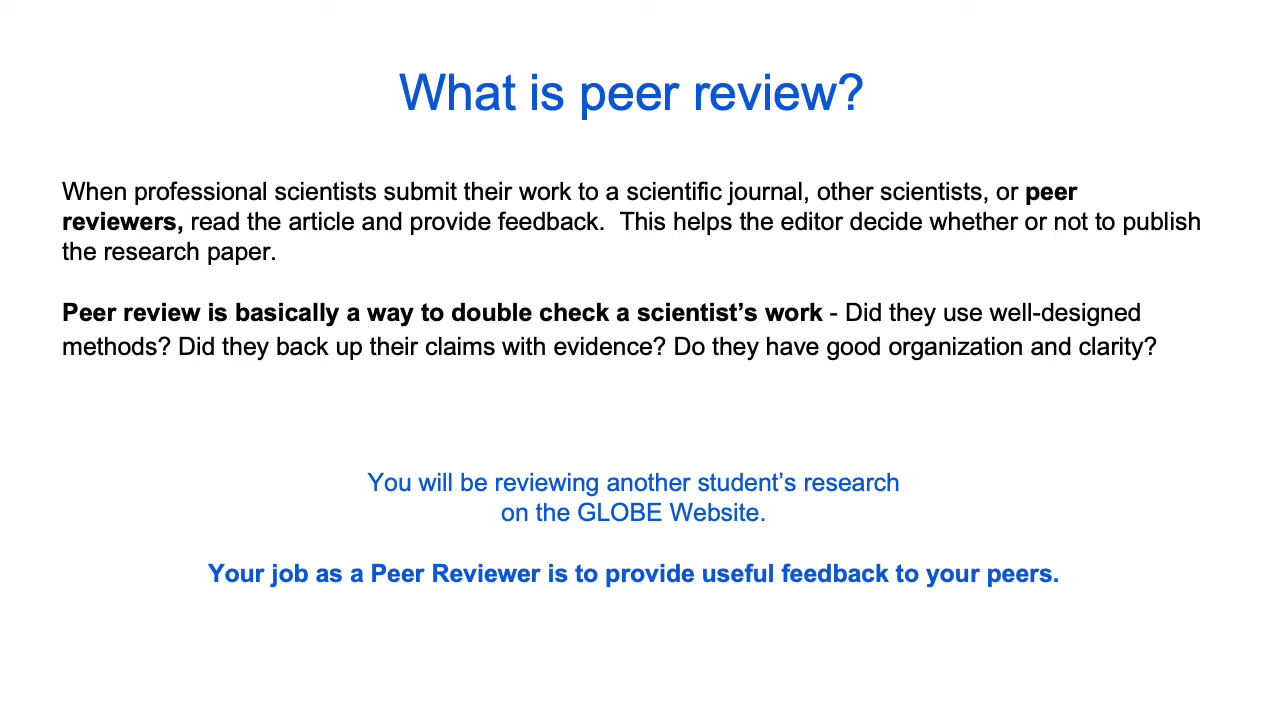 What is peer review?
When professional scientists submit their work to a scientific journal, other scientists, or peer
reviewers, read the article and provide feedback.  This helps the editor decide whether or not to publish
the research paper.
Peer review is basically a way to double check a scientist’s work - Did they use well-designed
methods? Did they back up their claims with evidence? Do they have good organization and clarity?
You will be reviewing another student’s research
on the GLOBE Website.
Your job as a Peer Reviewer is to provide useful feedback to your peers.